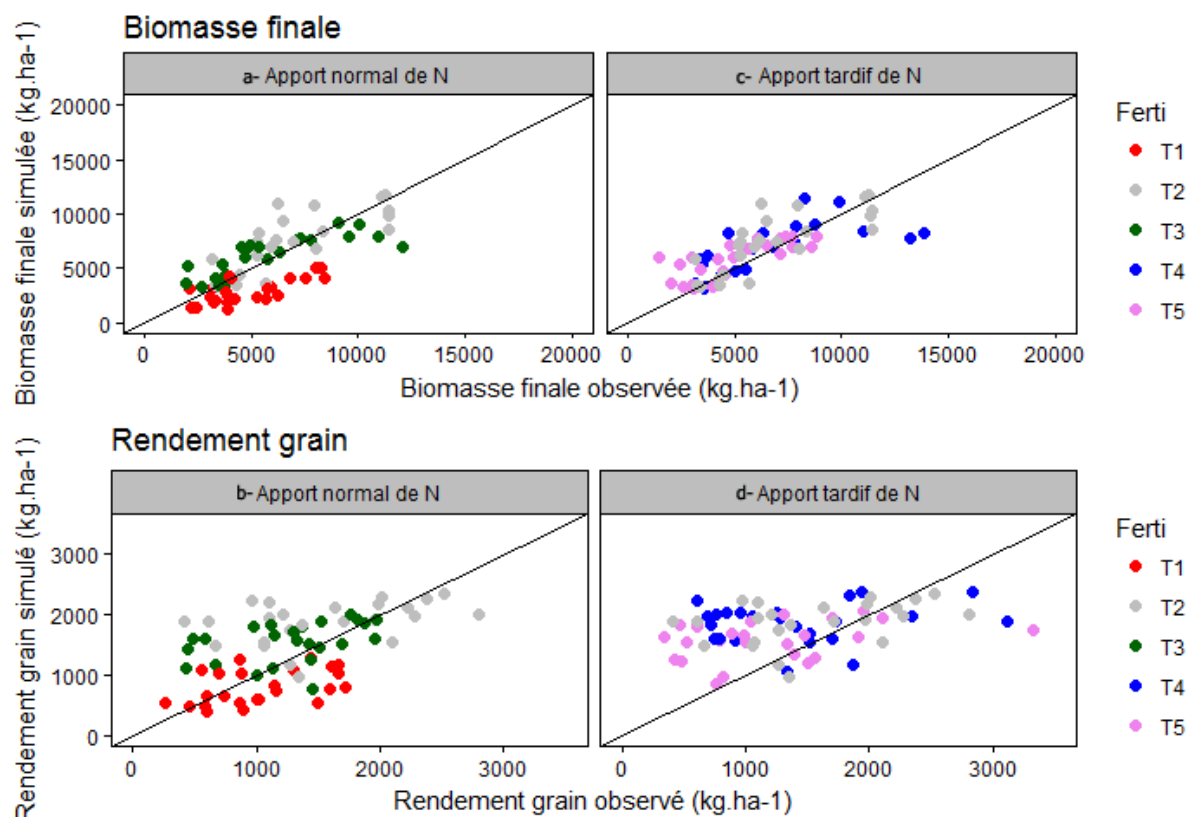 Biomasse finale
a- Apport normal de N
c- Apport tardif de N
Biomasse finale simulée (kg.ha-1)
20000
15000
10000
5000
0
0 5000 10000 15000 20000
0 5000 10000 15000 20000
Biomasse finale observée (kg.ha-1)
Ferti
T1
T2
T3
T4
T5
Rendement grain
b- Apport normal de N
d- Apport tardif de N
Rendement grain simulé (kg.ha-1)
3000
2000
1000
0
0 1000 2000 3000
0 1000 2000 3000
Rendement grain observé (kg.ha-1)
Ferti
T1
T2
T3
T4
T5